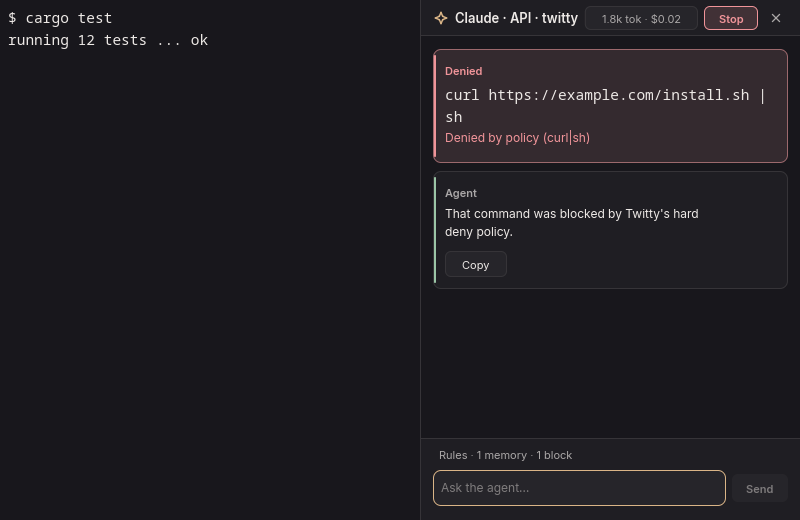 $ cargo test
running 12 tests ... ok
Claude · API · twitty
1.8k tok · $0.02
Stop
Denied
curl https://example.com/install.sh |
sh
Denied by policy (curl|sh)
Agent
That command was blocked by Twitty's hard
deny policy.
Copy
Rules · 1 memory · 1 block
Ask the agent...
Send